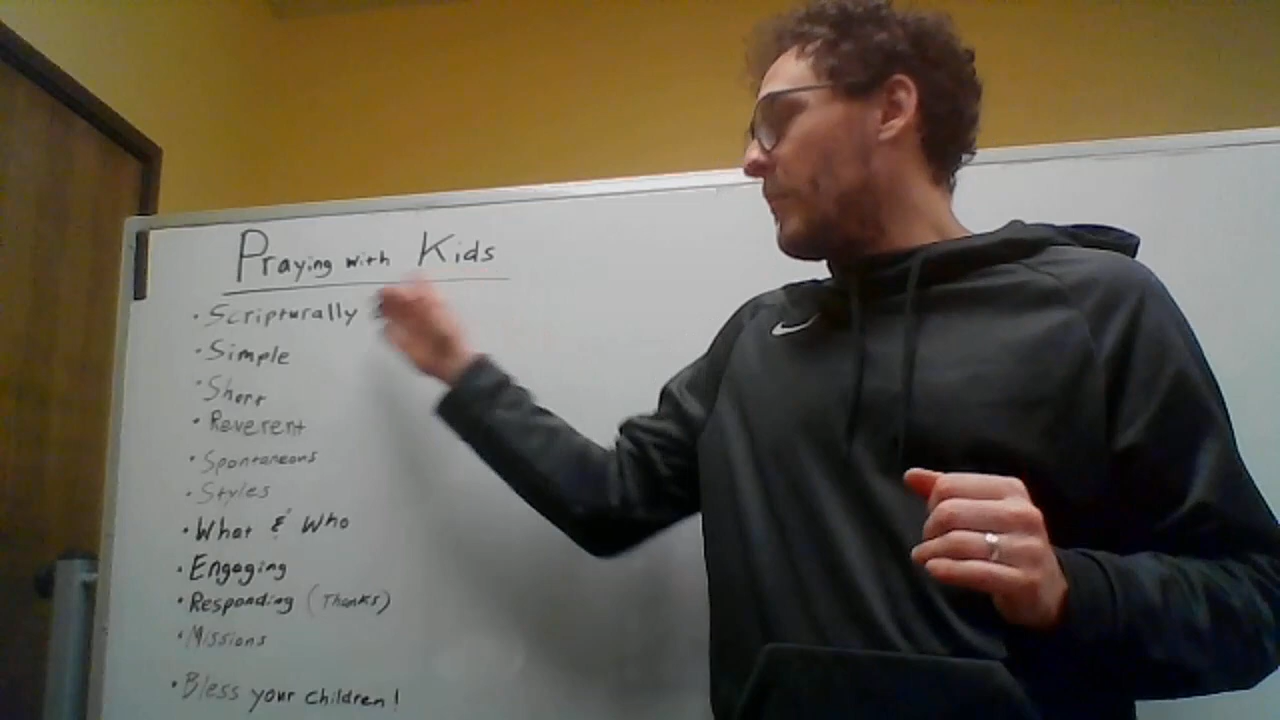 Praying with Kids
• Scripturally
• Simple
• Short
• Reverent
• Spontaneous
• Styles
• What & Who
• Engaging
• Responding (Thanks)
• Missions
• Bless your children!